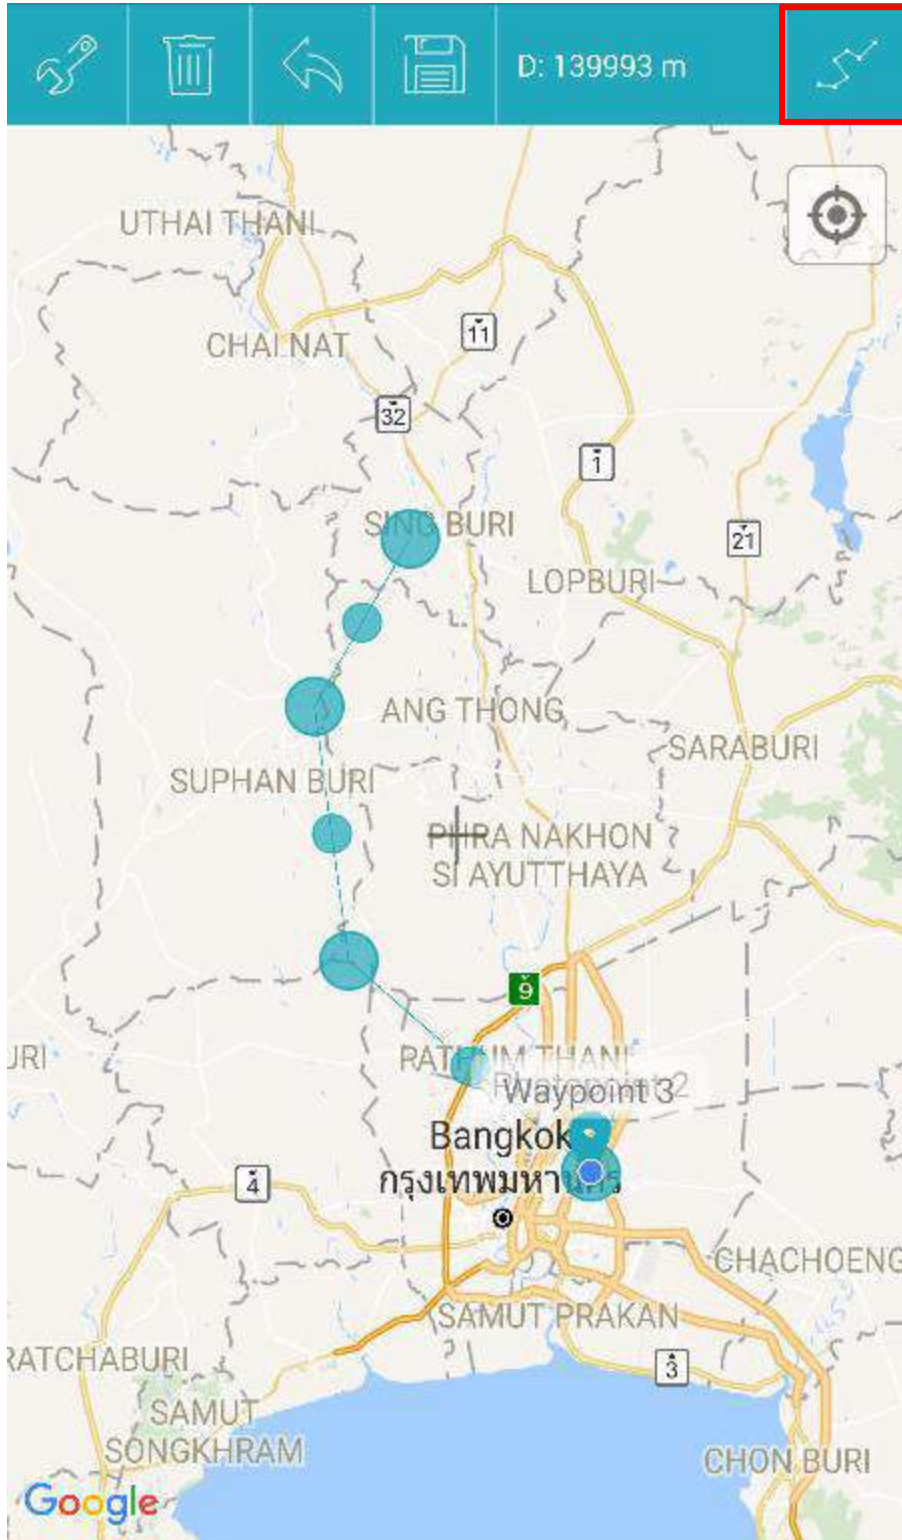 D: 139993 m
UTHAI THANI
CHAI NAT
11
32
1
SING BURI
21
LOPBURI
ANG THONG
SARABURI
SUPHAN BURI
PHRA NAKHON
SI AYUTTHAYA
9
URI
PATHUM THANI
Waypoint 3
Bangkok
กรุงเทพมหานคร
4
CHACHOENG
SAMUT PRAKAN
RATCHABURI
3
SAMUT
SONGKHRAM
CHON BURI
Google